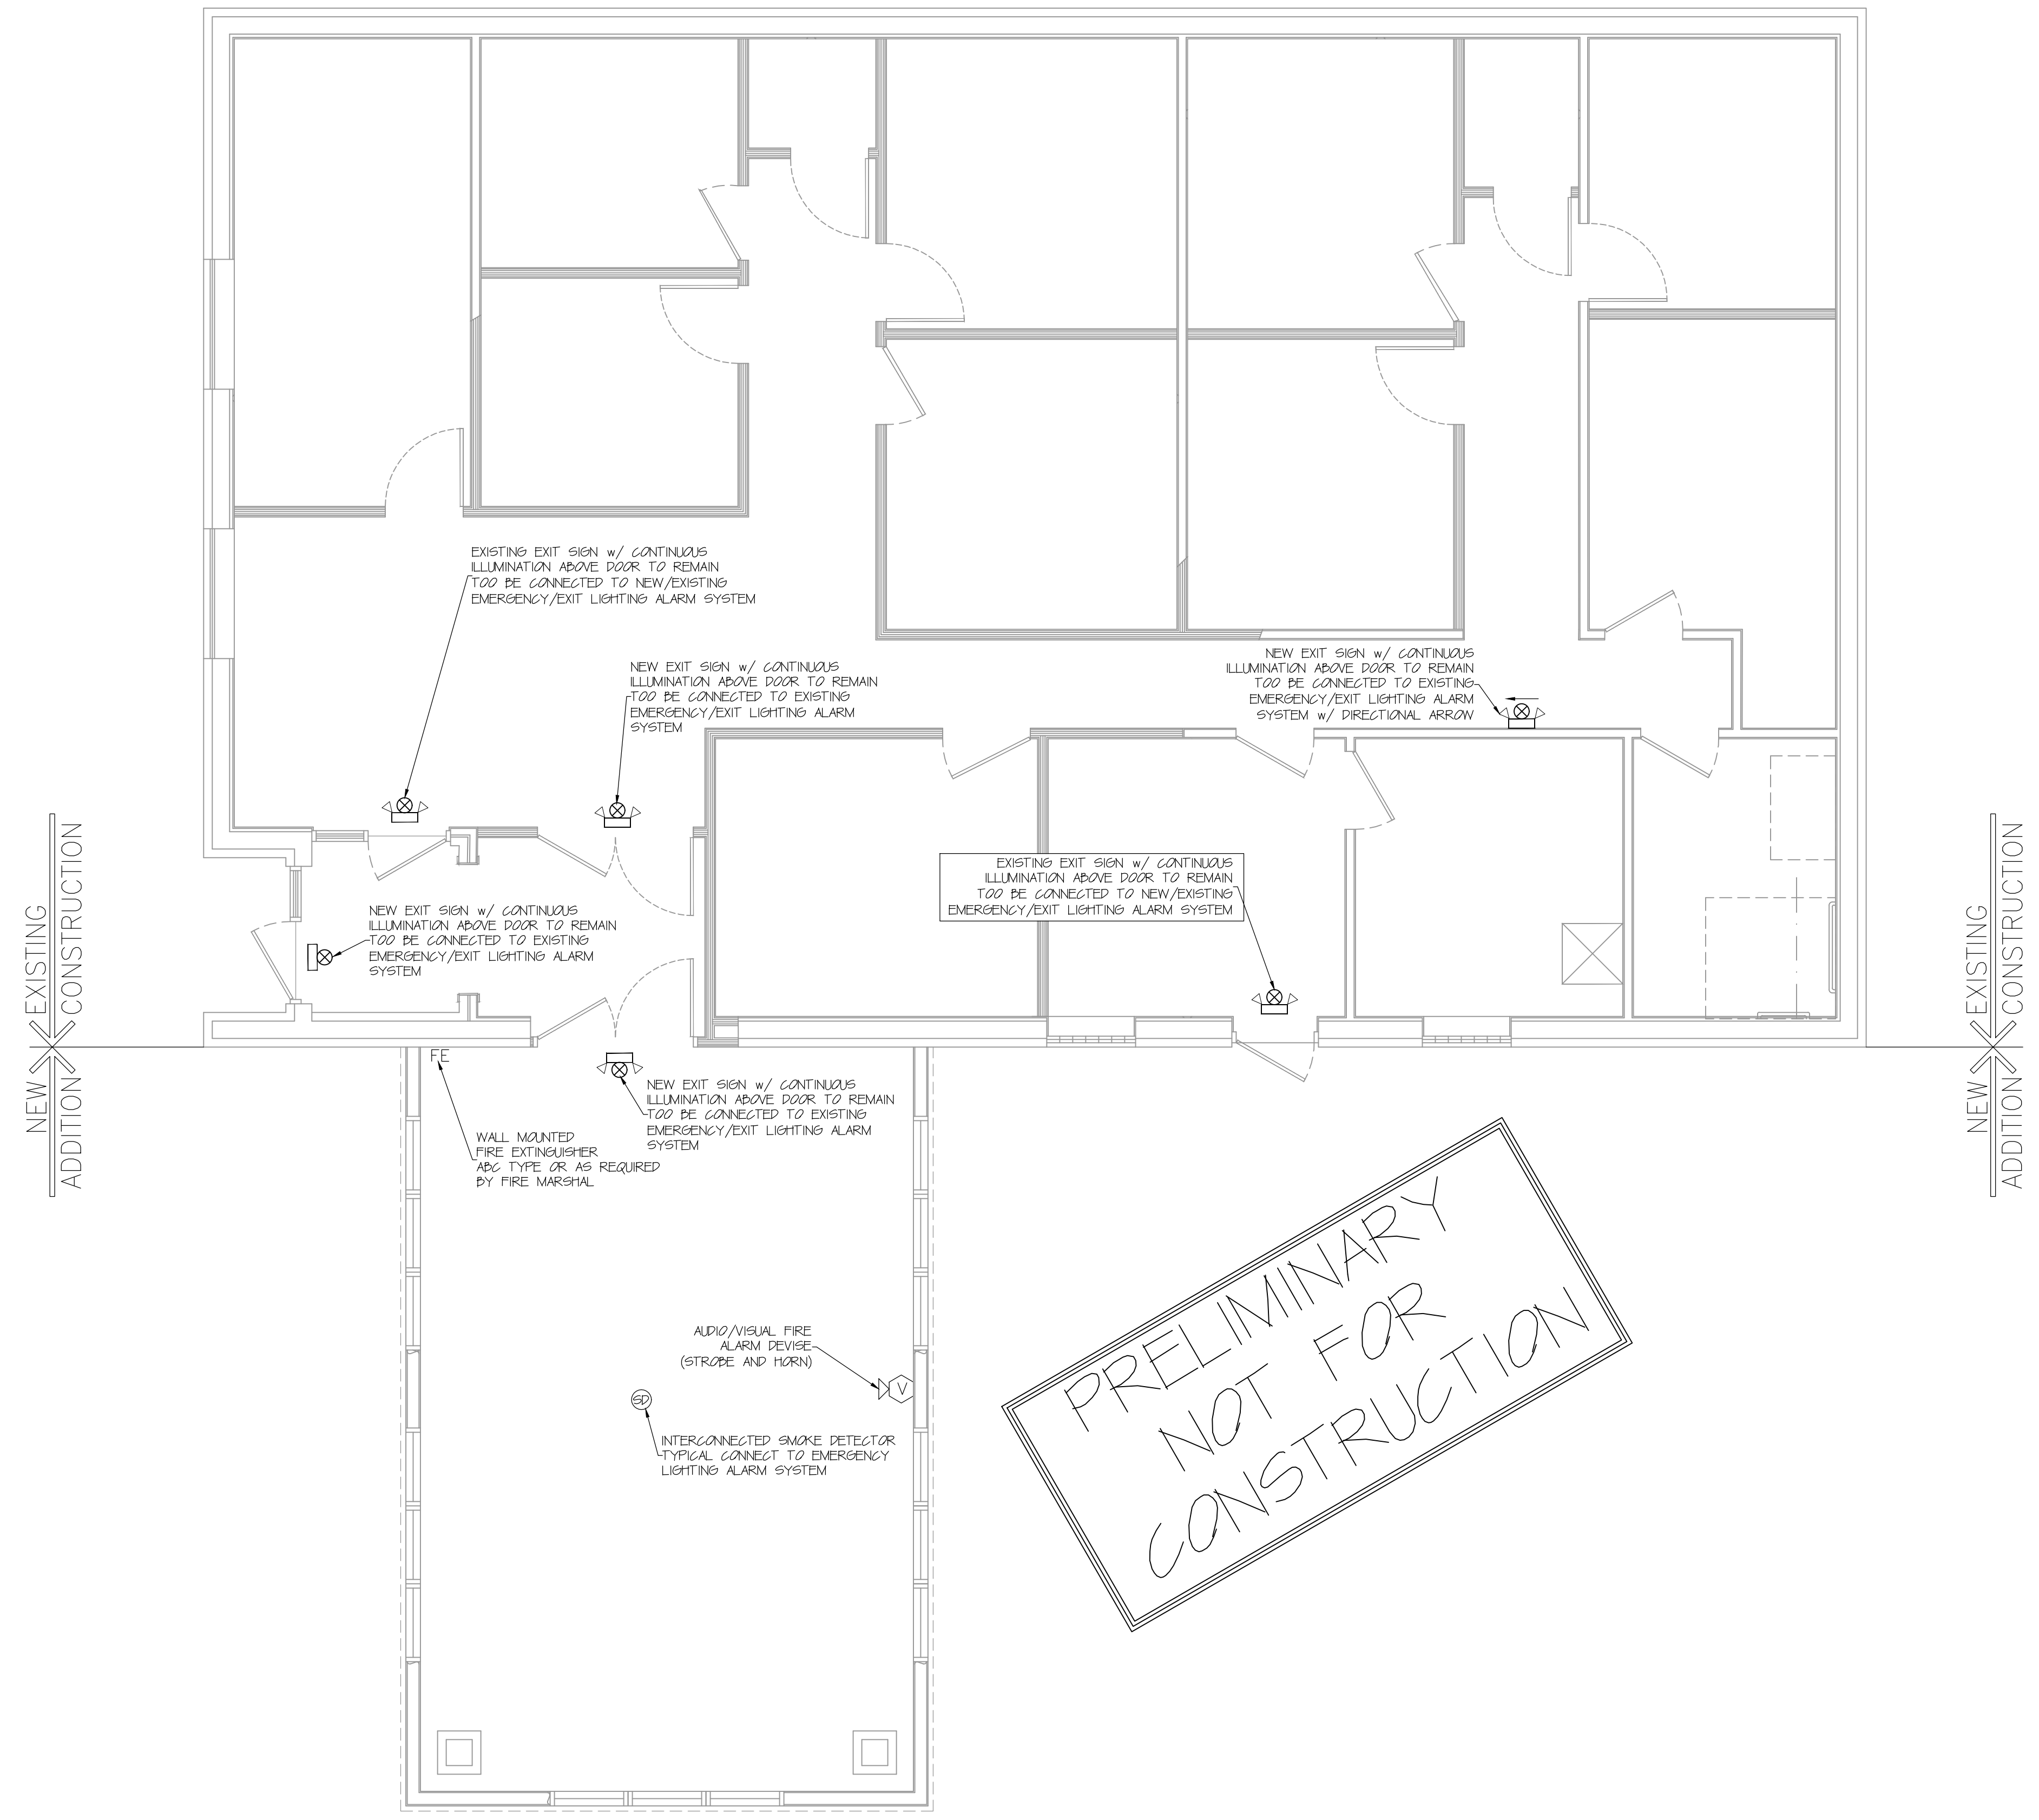 EXISTING EXIT SIGN w/ CONTINUOUS
ILLUMINATION ABOVE DOOR TO REMAIN
TOO BE CONNECTED TO NEW/EXISTING
EMERGENCY/EXIT LIGHTING ALARM SYSTEM
NEW EXIT SIGN w/ CONTINUOUS
ILLUMINATION ABOVE DOOR TO REMAIN
TOO BE CONNECTED TO EXISTING
EMERGENCY/EXIT LIGHTING ALARM
SYSTEM
NEW EXIT SIGN w/ CONTINUOUS
ILLUMINATION ABOVE DOOR TO REMAIN
TOO BE CONNECTED TO EXISTING
EMERGENCY/EXIT LIGHTING ALARM
SYSTEM w/ DIRECTIONAL ARROW
EXISTING
CONSTRUCTION
NEW
ADDITION
NEW EXIT SIGN w/ CONTINUOUS
ILLUMINATION ABOVE DOOR TO REMAIN
TOO BE CONNECTED TO EXISTING
EMERGENCY/EXIT LIGHTING ALARM
SYSTEM
EXISTING EXIT SIGN w/ CONTINUOUS
ILLUMINATION ABOVE DOOR TO REMAIN
TOO BE CONNECTED TO NEW/EXISTING
EMERGENCY/EXIT LIGHTING ALARM SYSTEM
EXISTING
CONSTRUCTION
NEW
ADDITION
FE
NEW EXIT SIGN w/ CONTINUOUS
ILLUMINATION ABOVE DOOR TO REMAIN
TOO BE CONNECTED TO EXISTING
EMERGENCY/EXIT LIGHTING ALARM
SYSTEM
WALL MOUNTED
FIRE EXTINGUISHER
ABC TYPE OR AS REQUIRED
BY FIRE MARSHAL
AUDIO/VISUAL FIRE
ALARM DEVISE
(STROBE AND HORN)
V
SD
INTERCONNECTED SMOKE DETECTOR
TYPICAL CONNECT TO EMERGENCY
LIGHTING ALARM SYSTEM
PRELIMINARY
NOT FOR
CONSTRUCTION